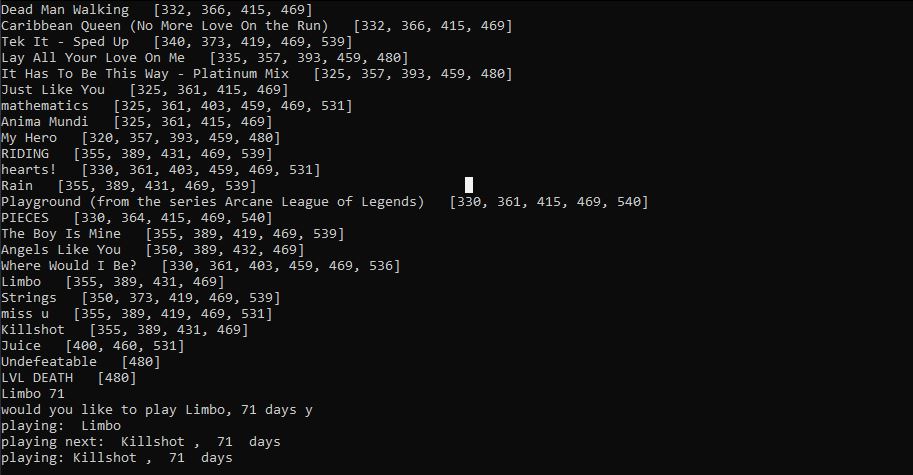 Dead Man Walking   [332, 366, 415, 469]
Caribbean Queen (No More Love On the Run)   [332, 366, 415, 469]
Tek It - Sped Up   [340, 373, 419, 469, 539]
Lay All Your Love On Me   [335, 357, 393, 459, 480]
It Has To Be This Way - Platinum Mix   [325, 357, 393, 459, 480]
Just Like You   [325, 361, 415, 469]
mathematics   [325, 361, 403, 459, 469, 531]
Anima Mundi   [325, 361, 415, 469]
My Hero   [320, 357, 393, 459, 480]
RIDING   [355, 389, 431, 469, 539]
hearts!   [330, 361, 403, 459, 469, 531]
Rain   [355, 389, 431, 469, 539]
Playground (from the series Arcane League of Legends)   [330, 361, 415, 469, 540]
PIECES   [330, 364, 415, 469, 540]
The Boy Is Mine   [355, 389, 419, 469, 539]
Angels Like You   [350, 389, 432, 469]
Where Would I Be?   [330, 361, 403, 459, 469, 536]
Limbo   [355, 389, 431, 469]
Strings   [350, 373, 419, 469, 539]
miss u   [355, 389, 419, 469, 531]
Killshot   [355, 389, 431, 469]
Juice   [400, 460, 531]
Undefeatable   [480]
LVL DEATH   [480]
Limbo 71
would you like to play Limbo, 71 days y
playing:  Limbo
playing next:  Killshot ,  71  days
playing: Killshot ,  71  days